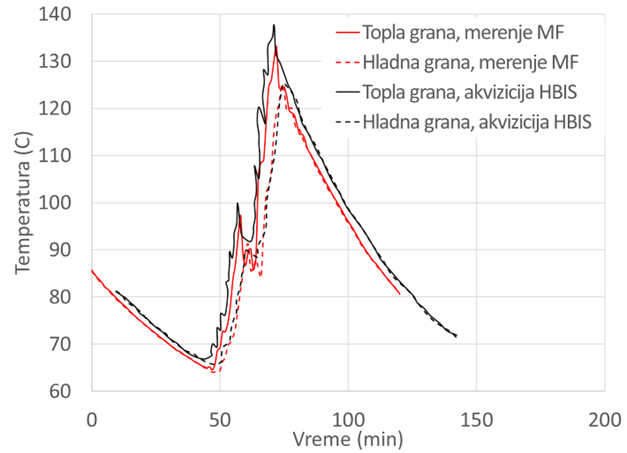 140
130
120
110
100
90
80
70
60
Temperatura (C)
Topla grana, merenje MF
Hladna grana, merenje MF
Topla grana, akvizicija HBIS
Hladna grana, akvizicija HBIS
0
50
100
150
200
Vreme (min)